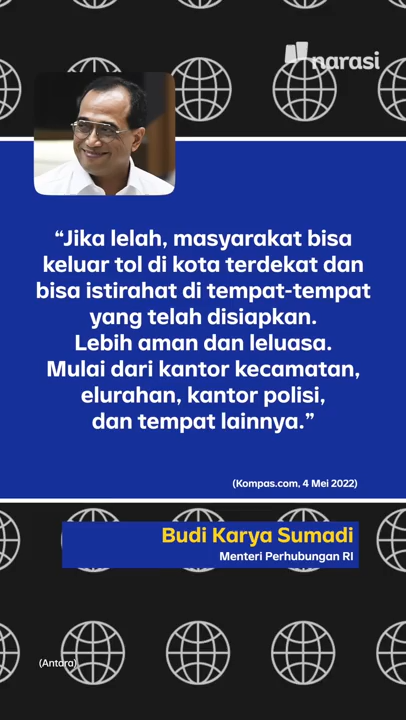 narasi
“Jika lelah, masyarakat bisa
keluar tol di kota terdekat dan
bisa istirahat di tempat-tempat
yang telah disiapkan.
Lebih aman dan leluasa.
Mulai dari kantor kecamatan,
elurahan, kantor polisi,
dan tempat lainnya.”
(Kompas.com, 4 Mei 2022)
Budi Karya Sumadi
Menteri Perhubungan RI
(Antara)